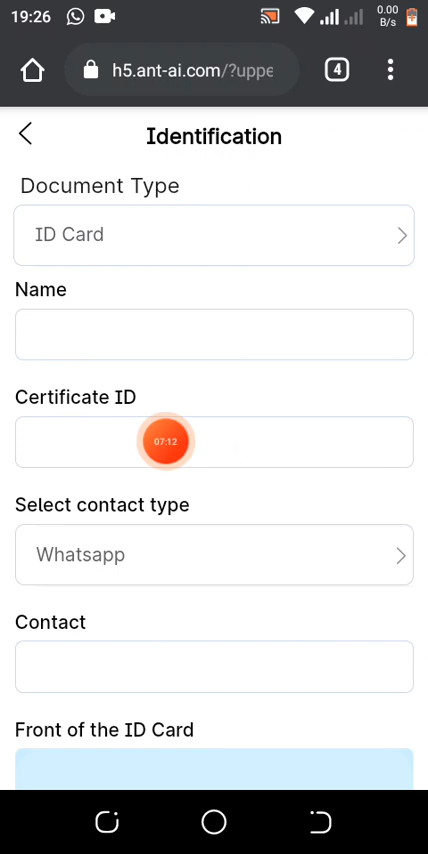 19:26
0.00
B/s
h5.ant-ai.com/?uppe
4
Identification
Document Type
ID Card
Name
Certificate ID
07:12
Select contact type
Whatsapp
Contact
Front of the ID Card